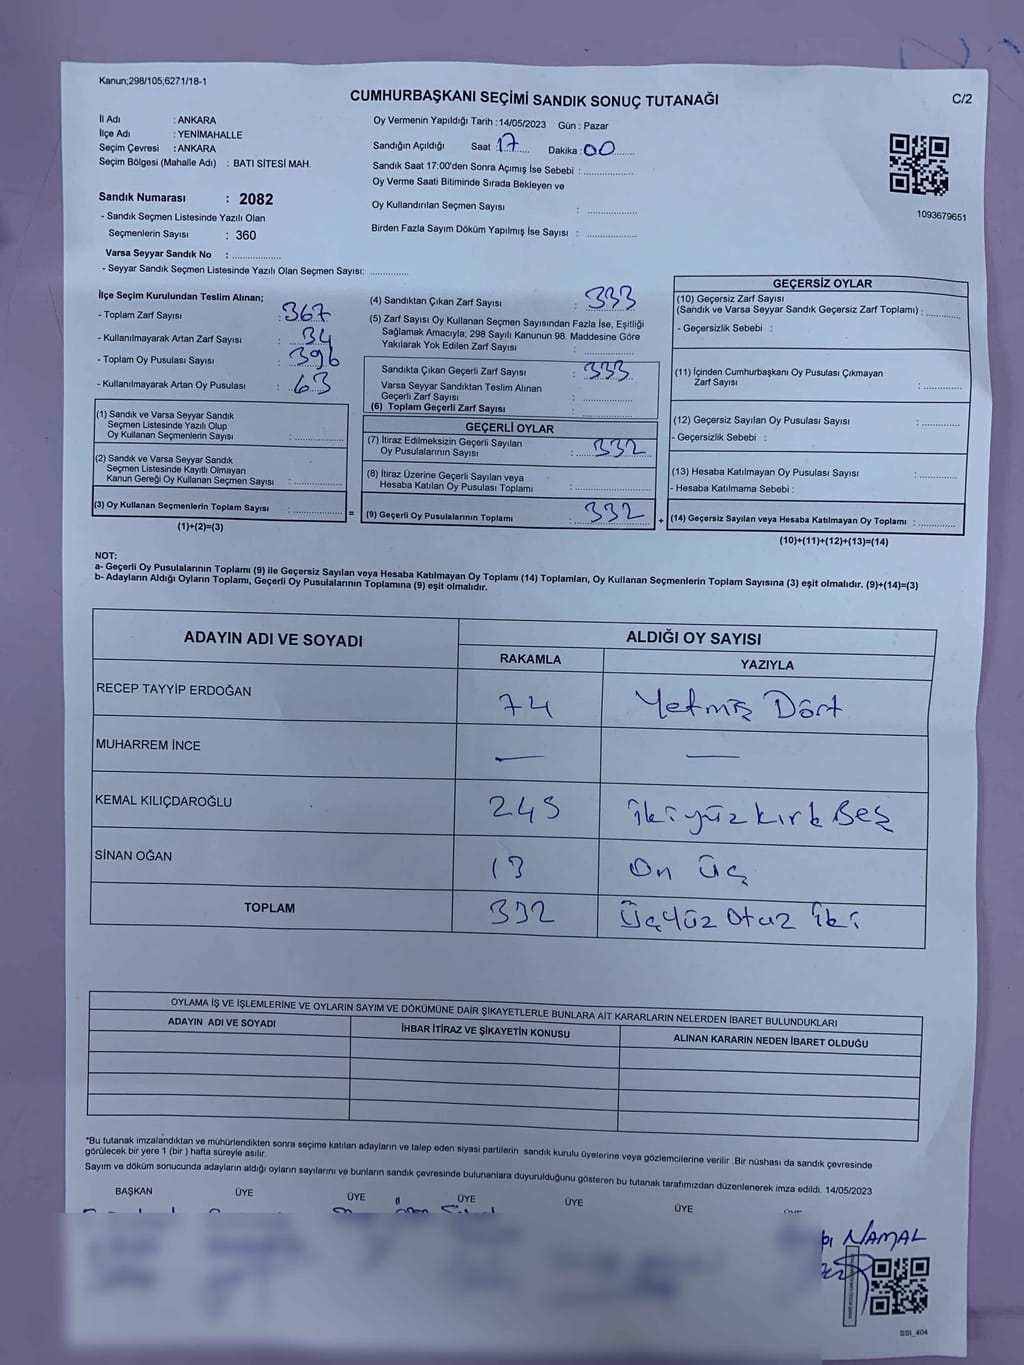 Kanun;298/105,6271/18-1
CUMHURBAŞKANI SEÇİMİ SANDIK SONUÇ TUTANAĞI
C/2
İl Adı : ANKARA
İlçe Adı : YENİMAHALLE
Seçim Çevresi : ANKARA
Seçim Bölgesi (Mahalle Adı) : BATI SİTESİ MAH.
Sandık Numarası : 2082
- Sandık Seçmen Listesinde Yazılı Olan
Seçmenlerin Sayısı : 360
Varsa Seyyar Sandık No : ..............
- Seyyar Sandık Seçmen Listesinde Yazılı Olan Seçmen Sayısı: ............
Oy Vermenin Yapıldığı Tarih :14/05/2023 Gün : Pazar
Sandığın Açıldığı Saat : 17 Dakika : 00
Sandık Saat 17:00'den Sonra Açımış İse Sebebi : ..............
Oy Verme Saati Bitiminde Sırada Bekleyen ve
Oy Kullandırılan Seçmen Sayısı : ..............
Birden Fazla Sayım Döküm Yapılmış İse Sayısı : ..............
1093679651
İlçe Seçim Kurulundan Teslim Alınan;
- Toplam Zarf Sayısı : 367
- Kullanılmayarak Artan Zarf Sayısı : 34
- Toplam Oy Pusulası Sayısı : 396
- Kullanılmayarak Artan Oy Pusulası : 63
(1) Sandık ve Varsa Seyyar Sandık
Seçmen Listesinde Yazılı Olup
Oy Kullanan Seçmenlerin Sayısı : ..............
(2) Sandık ve Varsa Seyyar Sandık
Seçmen Listesinde Kayıtlı Olmayan
Kanun Gereği Oy Kullanan Seçmen Sayısı : ..............
(3) Oy Kullanan Seçmenlerin Toplam Sayısı : ..............
(1)+(2)=(3)
=
(4) Sandıktan Çıkan Zarf Sayısı : 333
(5) Zarf Sayısı Oy Kullanan Seçmen Sayısından Fazla İse, Eşitliği
Sağlamak Amacıyla; 298 Sayılı Kanunun 98. Maddesine Göre
Yakılarak Yok Edilen Zarf Sayısı : ..............
Sandıkta Çıkan Geçerli Zarf Sayısı : 333
Varsa Seyyar Sandıktan Teslim Alınan
Geçerli Zarf Sayısı : ..............
(6) Toplam Geçerli Zarf Sayısı : ..............
GEÇERLİ OYLAR
(7) İtiraz Edilmeksizin Geçerli Sayılan
Oy Pusulalarının Sayısı : 332
(8) İtiraz Üzerine Geçerli Sayılan veya
Hesaba Katılan Oy Pusulası Toplamı : ..............
(9) Geçerli Oy Pusulalarının Toplamı : 332
+
GEÇERSİZ OYLAR
(10) Geçersiz Zarf Sayısı
(Sandık ve Varsa Seyyar Sandık Geçersiz Zarf Toplamı) : ............
- Geçersizlik Sebebi :
(11) İçinden Cumhurbaşkanı Oy Pusulası Çıkmayan
Zarf Sayısı : ............
(12) Geçersiz Sayılan Oy Pusulası Sayısı : ............
- Geçersizlik Sebebi :
(13) Hesaba Katılmayan Oy Pusulası Sayısı : ............
- Hesaba Katılmama Sebebi :
(14) Geçersiz Sayılan veya Hesaba Katılmayan Oy Toplamı : ............
(10)+(11)+(12)+(13)=(14)
NOT:
a- Geçerli Oy Pusulalarının Toplamı (9) ile Geçersiz Sayılan veya Hesaba Katılmayan Oy Toplamı (14) Toplamları, Oy Kullanan Seçmenlerin Toplam Sayısına (3) eşit olmalıdır. (9)+(14)=(3)
b- Adayların Aldığı Oyların Toplamı, Geçerli Oy Pusulalarının Toplamına (9) eşit olmalıdır.
ADAYIN ADI VE SOYADI
ALDIĞI OY SAYISI
RAKAMLA YAZIYLA
RECEP TAYYİP ERDOĞAN 74 Yetmiş Dört
MUHARREM İNCE — —
KEMAL KILIÇDAROĞLU 245 İkiyüz kırk Beş
SİNAN OĞAN 13 On üç
TOPLAM 332 Üçyüz Otuz iki
OYLAMA İŞ VE İŞLEMLERİNE VE OYLARIN SAYIM VE DÖKÜMÜNE DAİR ŞİKAYETLERLE BUNLARA AİT KARARLARIN NELERDEN İBARET BULUNDUKLARI
ADAYIN ADI VE SOYADI İHBAR İTİRAZ VE ŞİKAYETİN KONUSU ALINAN KARARIN NEDEN İBARET OLDUĞU
*Bu tutanak imzalandıktan ve mühürlendikten sonra seçime katılan adayların ve talep eden siyasi partilerin sandık kurulu üyelerine veya gözlemcilerine verilir .Bir nüshası da sandık çevresinde
görülecek bir yere 1 (bir ) hafta süreyle asılır.
Sayım ve döküm sonucunda adayların aldığı oyların sayılarını ve bunların sandık çevresinde bulunanlara duyurulduğunu gösteren bu tutanak tarafımızdan düzenlenerek imza edildi. 14/05/2023
BAŞKAN ÜYE ÜYE ÜYE ÜYE ÜYE
NAMAL
SSI_404